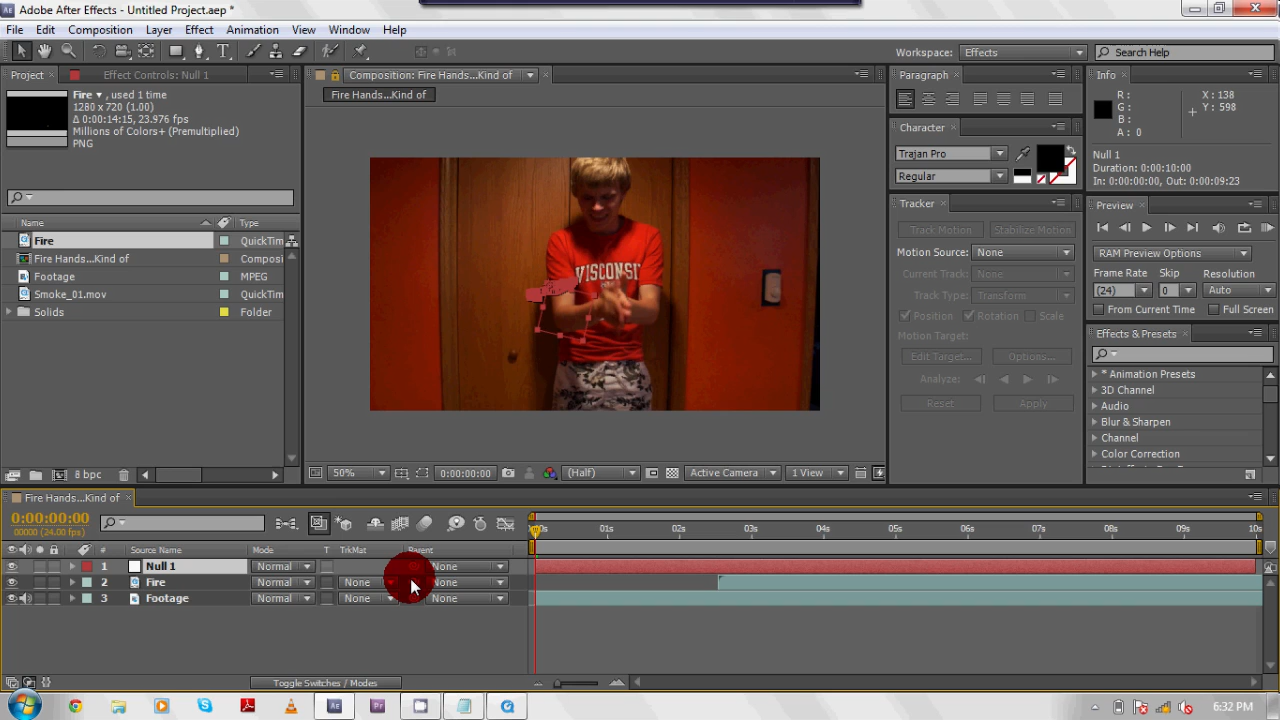 Adobe After Effects - Untitled Project.aep *
File Edit Composition Layer Effect Animation View Window Help
Workspace: Effects Search Help
Project Effect Controls: Null 1
Composition: Fire Hands...Kind of
Fire Hands...Kind of
Fire ▾, used 1 time
1280 x 720 (1.00)
Δ 0:00:14:15, 23.976 fps
Millions of Colors+ (Premultiplied)
PNG
Name Type
Fire QuickTim
Fire Hands...Kind of Composi
Footage MPEG
Smoke_01.mov QuickTim
Solids Folder
8 bpc
WISCONSI
50% 0:00:00:00 (Half) Active Camera 1 View
Paragraph
Character
Trajan Pro
Regular
Tracker
Track Motion Stabilize Motion
Motion Source: None
Current Track: None
Track Type: Transform
Position Rotation Scale
Motion Target:
Edit Target... Options...
Analyze:
Reset Apply
Info
R : X : 138
G : Y : 598
B :
A : 0
Null 1
Duration: 0:00:10:00
In: 0:00:00:00, Out: 0:00:09:23
Preview
RAM Preview Options
Frame Rate Skip Resolution
(24) 0 Auto
From Current Time Full Screen
Effects & Presets
* Animation Presets
3D Channel
Audio
Blur & Sharpen
Channel
Color Correction
Fire Hands...Kind of
0:00:00:00
00000 (24.00 fps)
01s 02s 03s 04s 05s 06s 07s 08s 09s 10s
Source Name Mode T TrkMat Parent
1 Null 1 Normal None
2 Fire Normal None None
3 Footage Normal None None
Toggle Switches / Modes
Ae Pr
6:32 PM